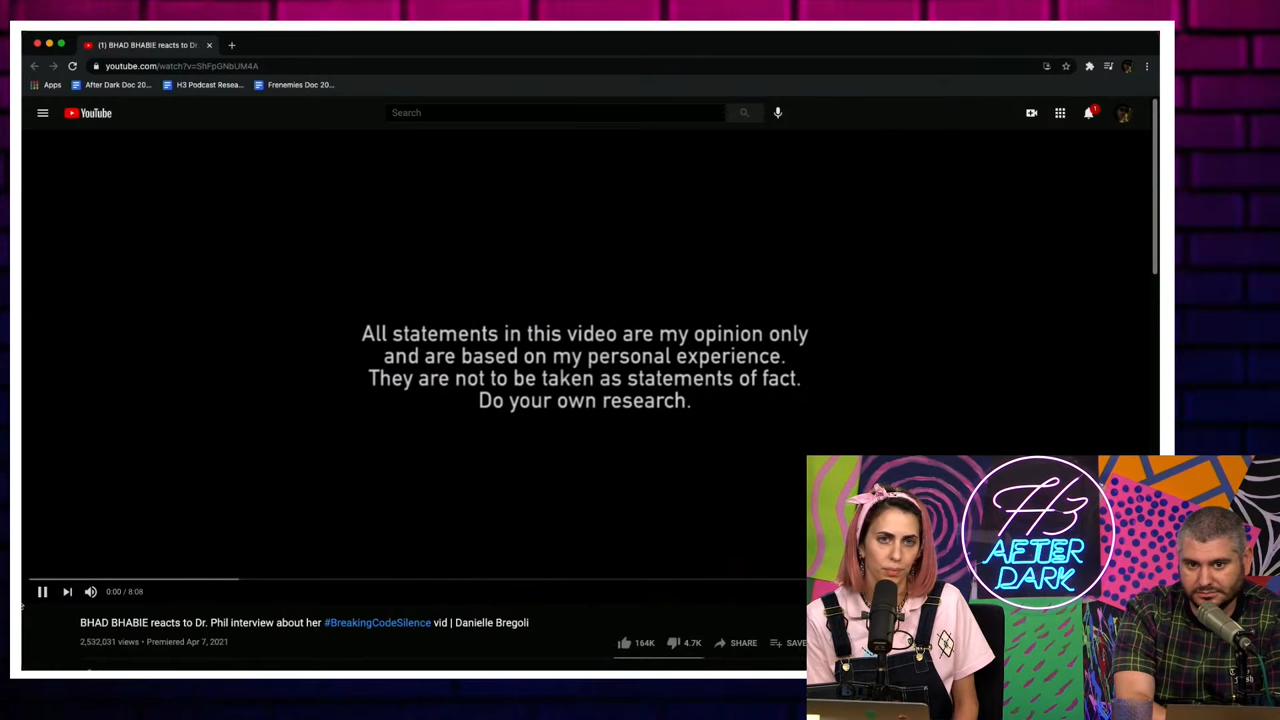 (1) BHAD BHABIE reacts to Dr
youtube.com/watch?v=ShFpGNbUM4A
Apps
After Dark Doc 20...
H3 Podcast Resea...
Frenemies Doc 20...
YouTube
Search
1
All statements in this video are my opinion only
and are based on my personal experience.
They are not to be taken as statements of fact.
Do your own research.
H3
AFTER
DARK
0:00 / 8:08
BHAD BHABIE reacts to Dr. Phil interview about her #BreakingCodeSilence vid | Danielle Bregoli
2,532,031 views • Premiered Apr 7, 2021
164K
4.7K
SHARE
SAVE